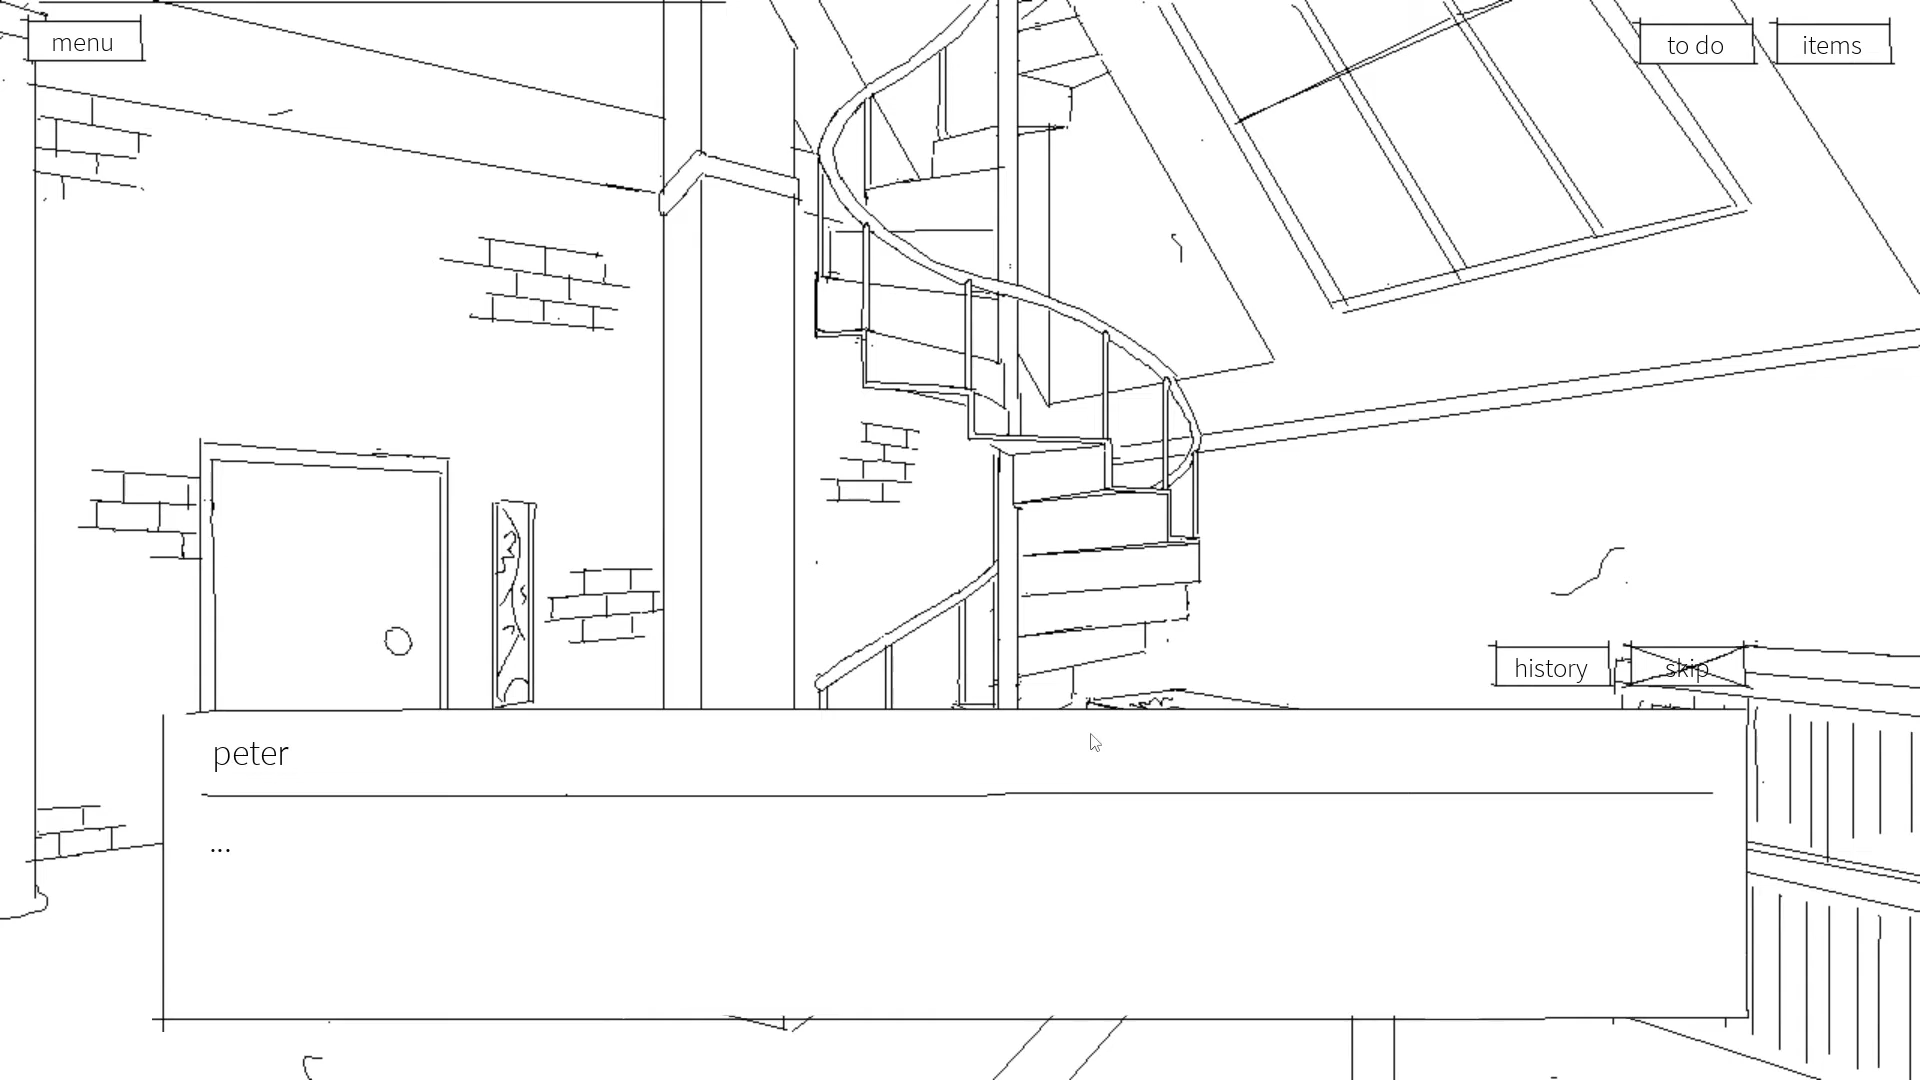 menu
to do
items
history
skip
peter
...